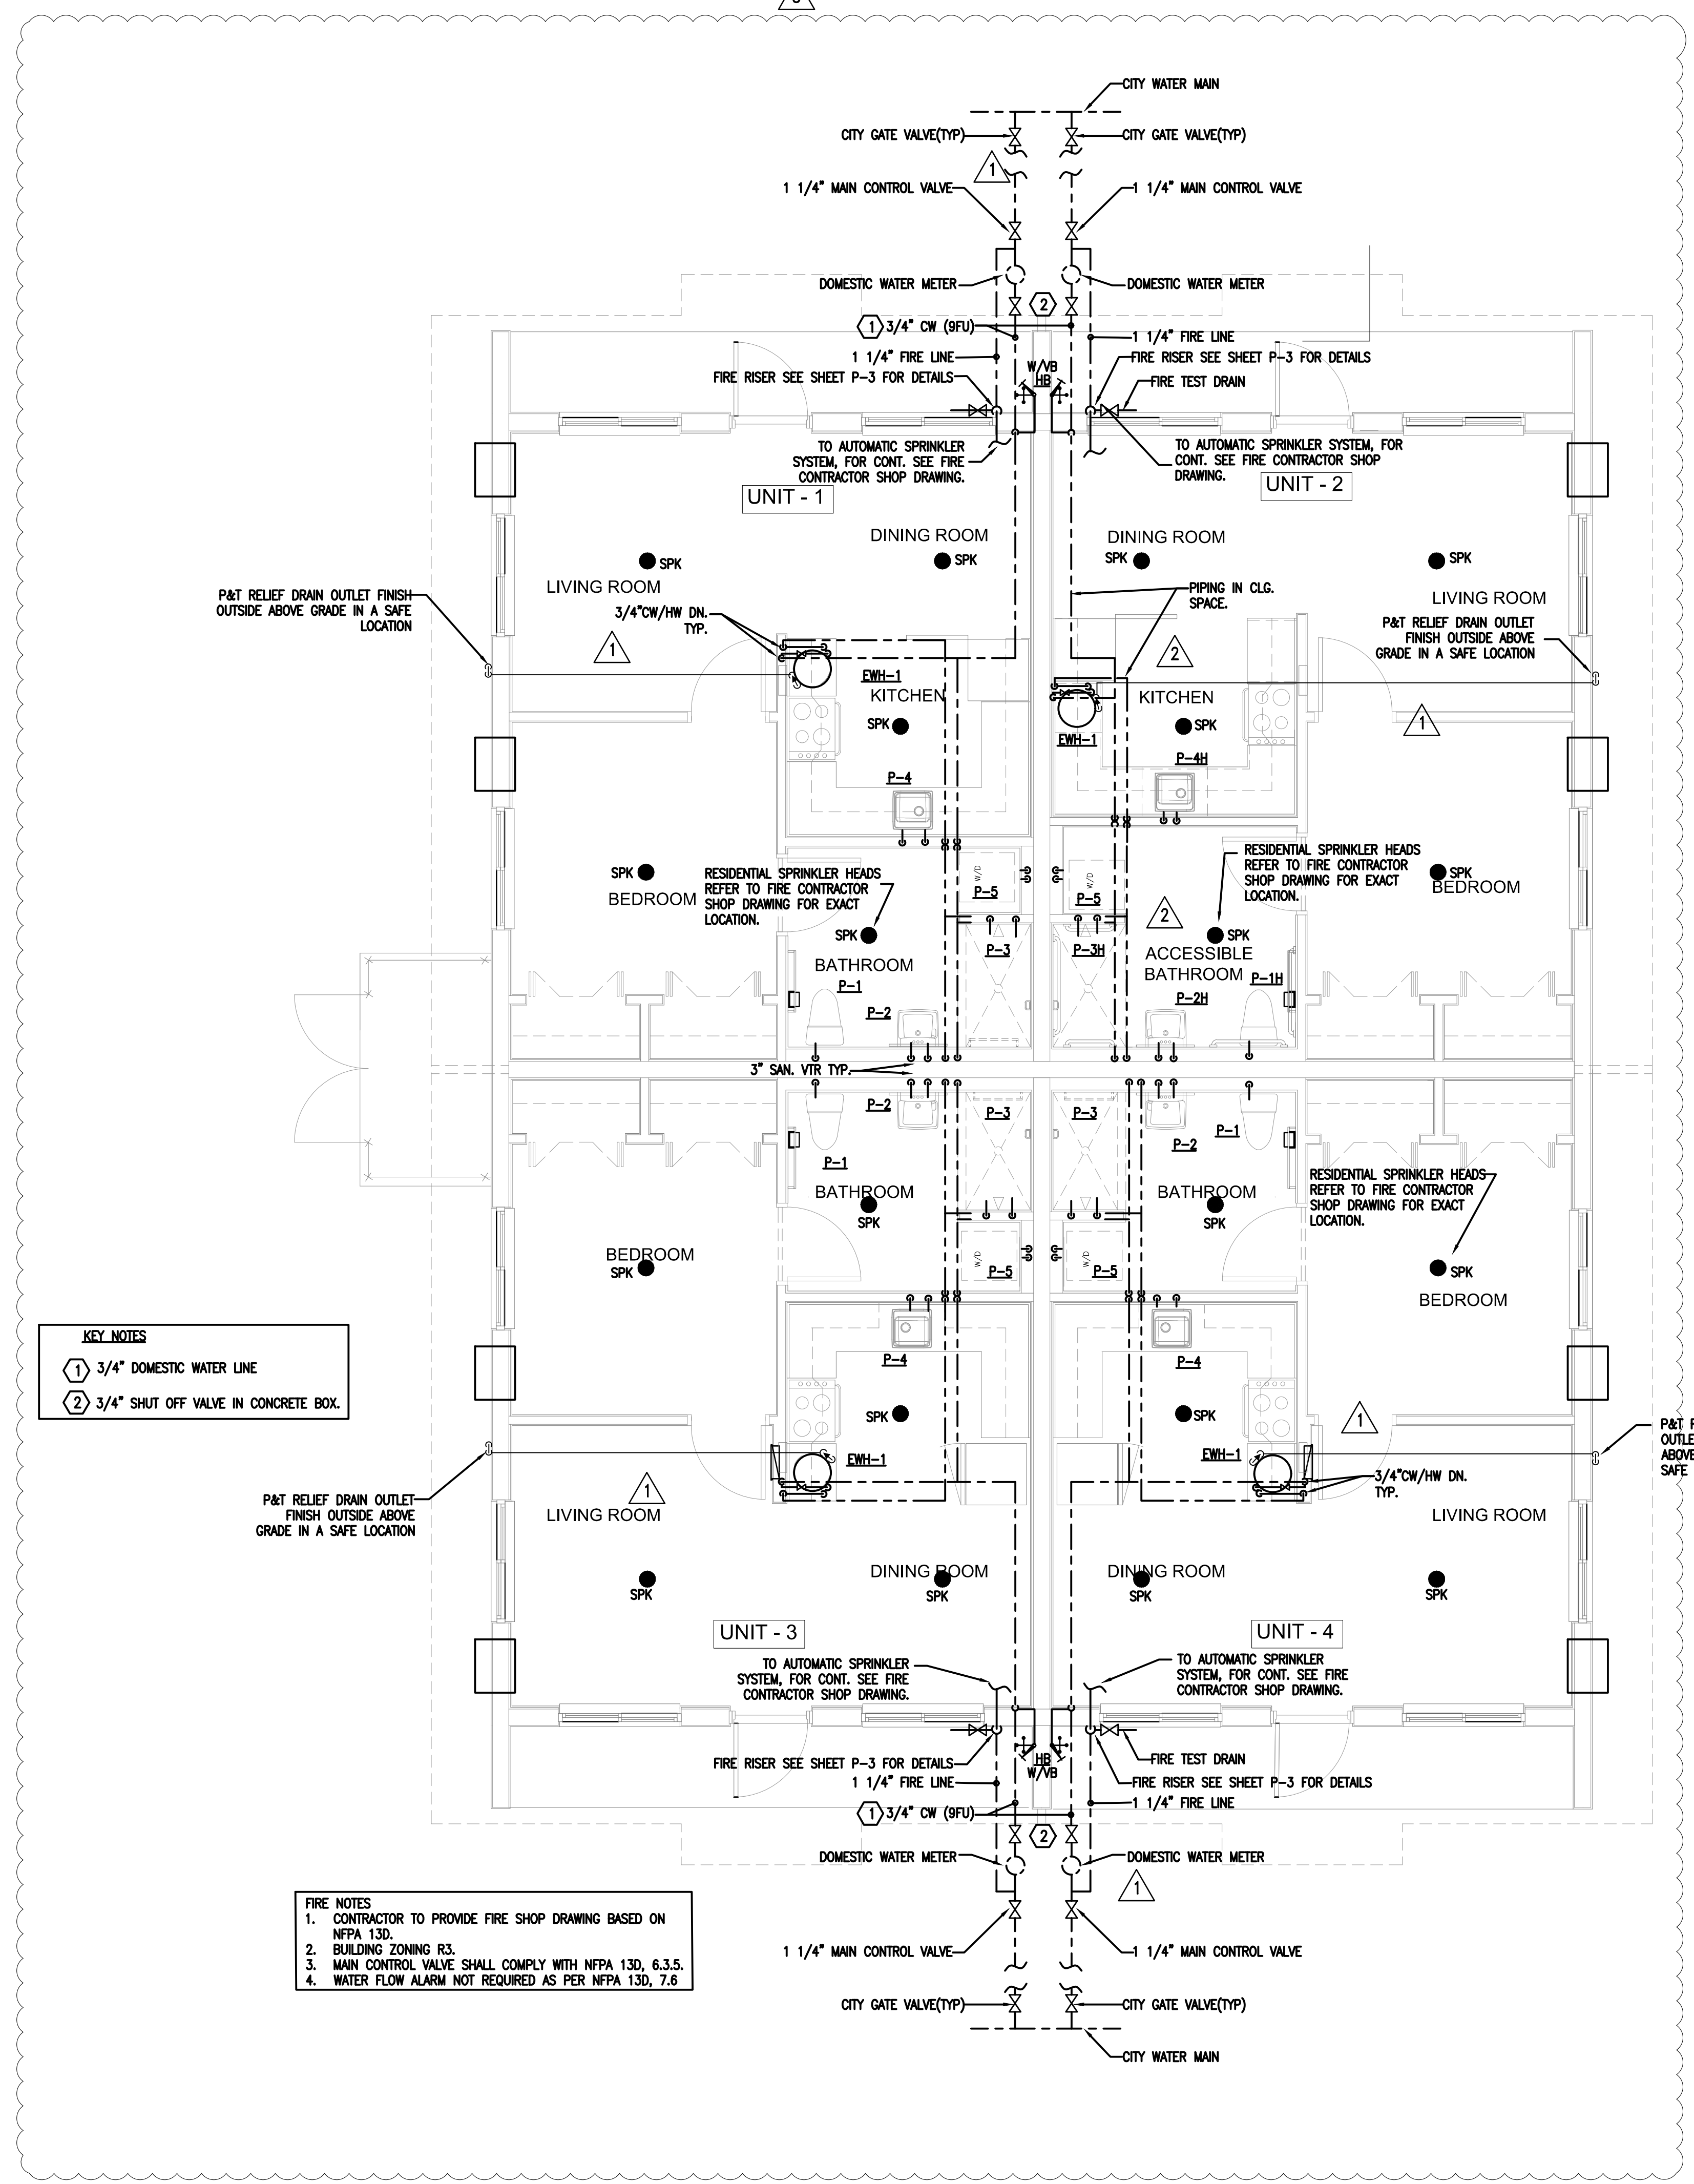 CITY WATER MAIN
CITY GATE VALVE(TYP)
CITY GATE VALVE(TYP)
1
1 1/4" MAIN CONTROL VALVE
1 1/4" MAIN CONTROL VALVE
DOMESTIC WATER METER
DOMESTIC WATER METER
2
1 3/4" CW (9FU)
1 1/4" FIRE LINE
1 1/4" FIRE LINE
FIRE RISER SEE SHEET P-3 FOR DETAILS
W/VB
HB
FIRE RISER SEE SHEET P-3 FOR DETAILS
FIRE TEST DRAIN
TO AUTOMATIC SPRINKLER
SYSTEM, FOR CONT. SEE FIRE
CONTRACTOR SHOP DRAWING.
TO AUTOMATIC SPRINKLER SYSTEM, FOR
CONT. SEE FIRE CONTRACTOR SHOP
DRAWING.
UNIT - 1
UNIT - 2
DINING ROOM
DINING ROOM
SPK
SPK
SPK
SPK
LIVING ROOM
LIVING ROOM
P&T RELIEF DRAIN OUTLET FINISH
OUTSIDE ABOVE GRADE IN A SAFE
LOCATION
3/4"CW/HW DN.
TYP.
PIPING IN CLG.
SPACE.
P&T RELIEF DRAIN OUTLET
FINISH OUTSIDE ABOVE
GRADE IN A SAFE LOCATION
1
2
EWH-1
KITCHEN
KITCHEN
SPK
SPK
1
EWH-1
P-4H
P-4
SPK
BEDROOM
RESIDENTIAL SPRINKLER HEADS
REFER TO FIRE CONTRACTOR
SHOP DRAWING FOR EXACT
LOCATION.
W/D
P-5
W/D
P-5
RESIDENTIAL SPRINKLER HEADS
REFER TO FIRE CONTRACTOR
SHOP DRAWING FOR EXACT
LOCATION.
SPK
BEDROOM
2
SPK
SPK
BATHROOM
P-3
P-3H
ACCESSIBLE
BATHROOM
P-1
P-1H
P-2
P-2H
3" SAN. VTR TYP.
P-2
P-3
P-3
P-2
P-1
P-1
BATHROOM
BATHROOM
SPK
SPK
RESIDENTIAL SPRINKLER HEADS
REFER TO FIRE CONTRACTOR
SHOP DRAWING FOR EXACT
LOCATION.
BEDROOM
SPK
W/D
P-5
W/D
P-5
SPK
BEDROOM
KEY NOTES
1 3/4" DOMESTIC WATER LINE
2 3/4" SHUT OFF VALVE IN CONCRETE BOX.
P-4
P-4
SPK
SPK
1
EWH-1
EWH-1
P&T
OUTLE
ABOVE
SAFE
3/4"CW/HW DN.
TYP.
P&T RELIEF DRAIN OUTLET
FINISH OUTSIDE ABOVE
GRADE IN A SAFE LOCATION
1
LIVING ROOM
LIVING ROOM
DINING ROOM
DINING ROOM
SPK
SPK
SPK
SPK
UNIT - 3
UNIT - 4
TO AUTOMATIC SPRINKLER
SYSTEM, FOR CONT. SEE FIRE
CONTRACTOR SHOP DRAWING.
TO AUTOMATIC SPRINKLER
SYSTEM, FOR CONT. SEE FIRE
CONTRACTOR SHOP DRAWING.
FIRE RISER SEE SHEET P-3 FOR DETAILS
HB
W/VB
FIRE TEST DRAIN
1 1/4" FIRE LINE
FIRE RISER SEE SHEET P-3 FOR DETAILS
1 3/4" CW (9FU)
1 1/4" FIRE LINE
2
DOMESTIC WATER METER
DOMESTIC WATER METER
1
FIRE NOTES
1. CONTRACTOR TO PROVIDE FIRE SHOP DRAWING BASED ON
NFPA 13D.
2. BUILDING ZONING R3.
3. MAIN CONTROL VALVE SHALL COMPLY WITH NFPA 13D, 6.3.5.
4. WATER FLOW ALARM NOT REQUIRED AS PER NFPA 13D, 7.6
1 1/4" MAIN CONTROL VALVE
1 1/4" MAIN CONTROL VALVE
CITY GATE VALVE(TYP)
CITY GATE VALVE(TYP)
CITY WATER MAIN